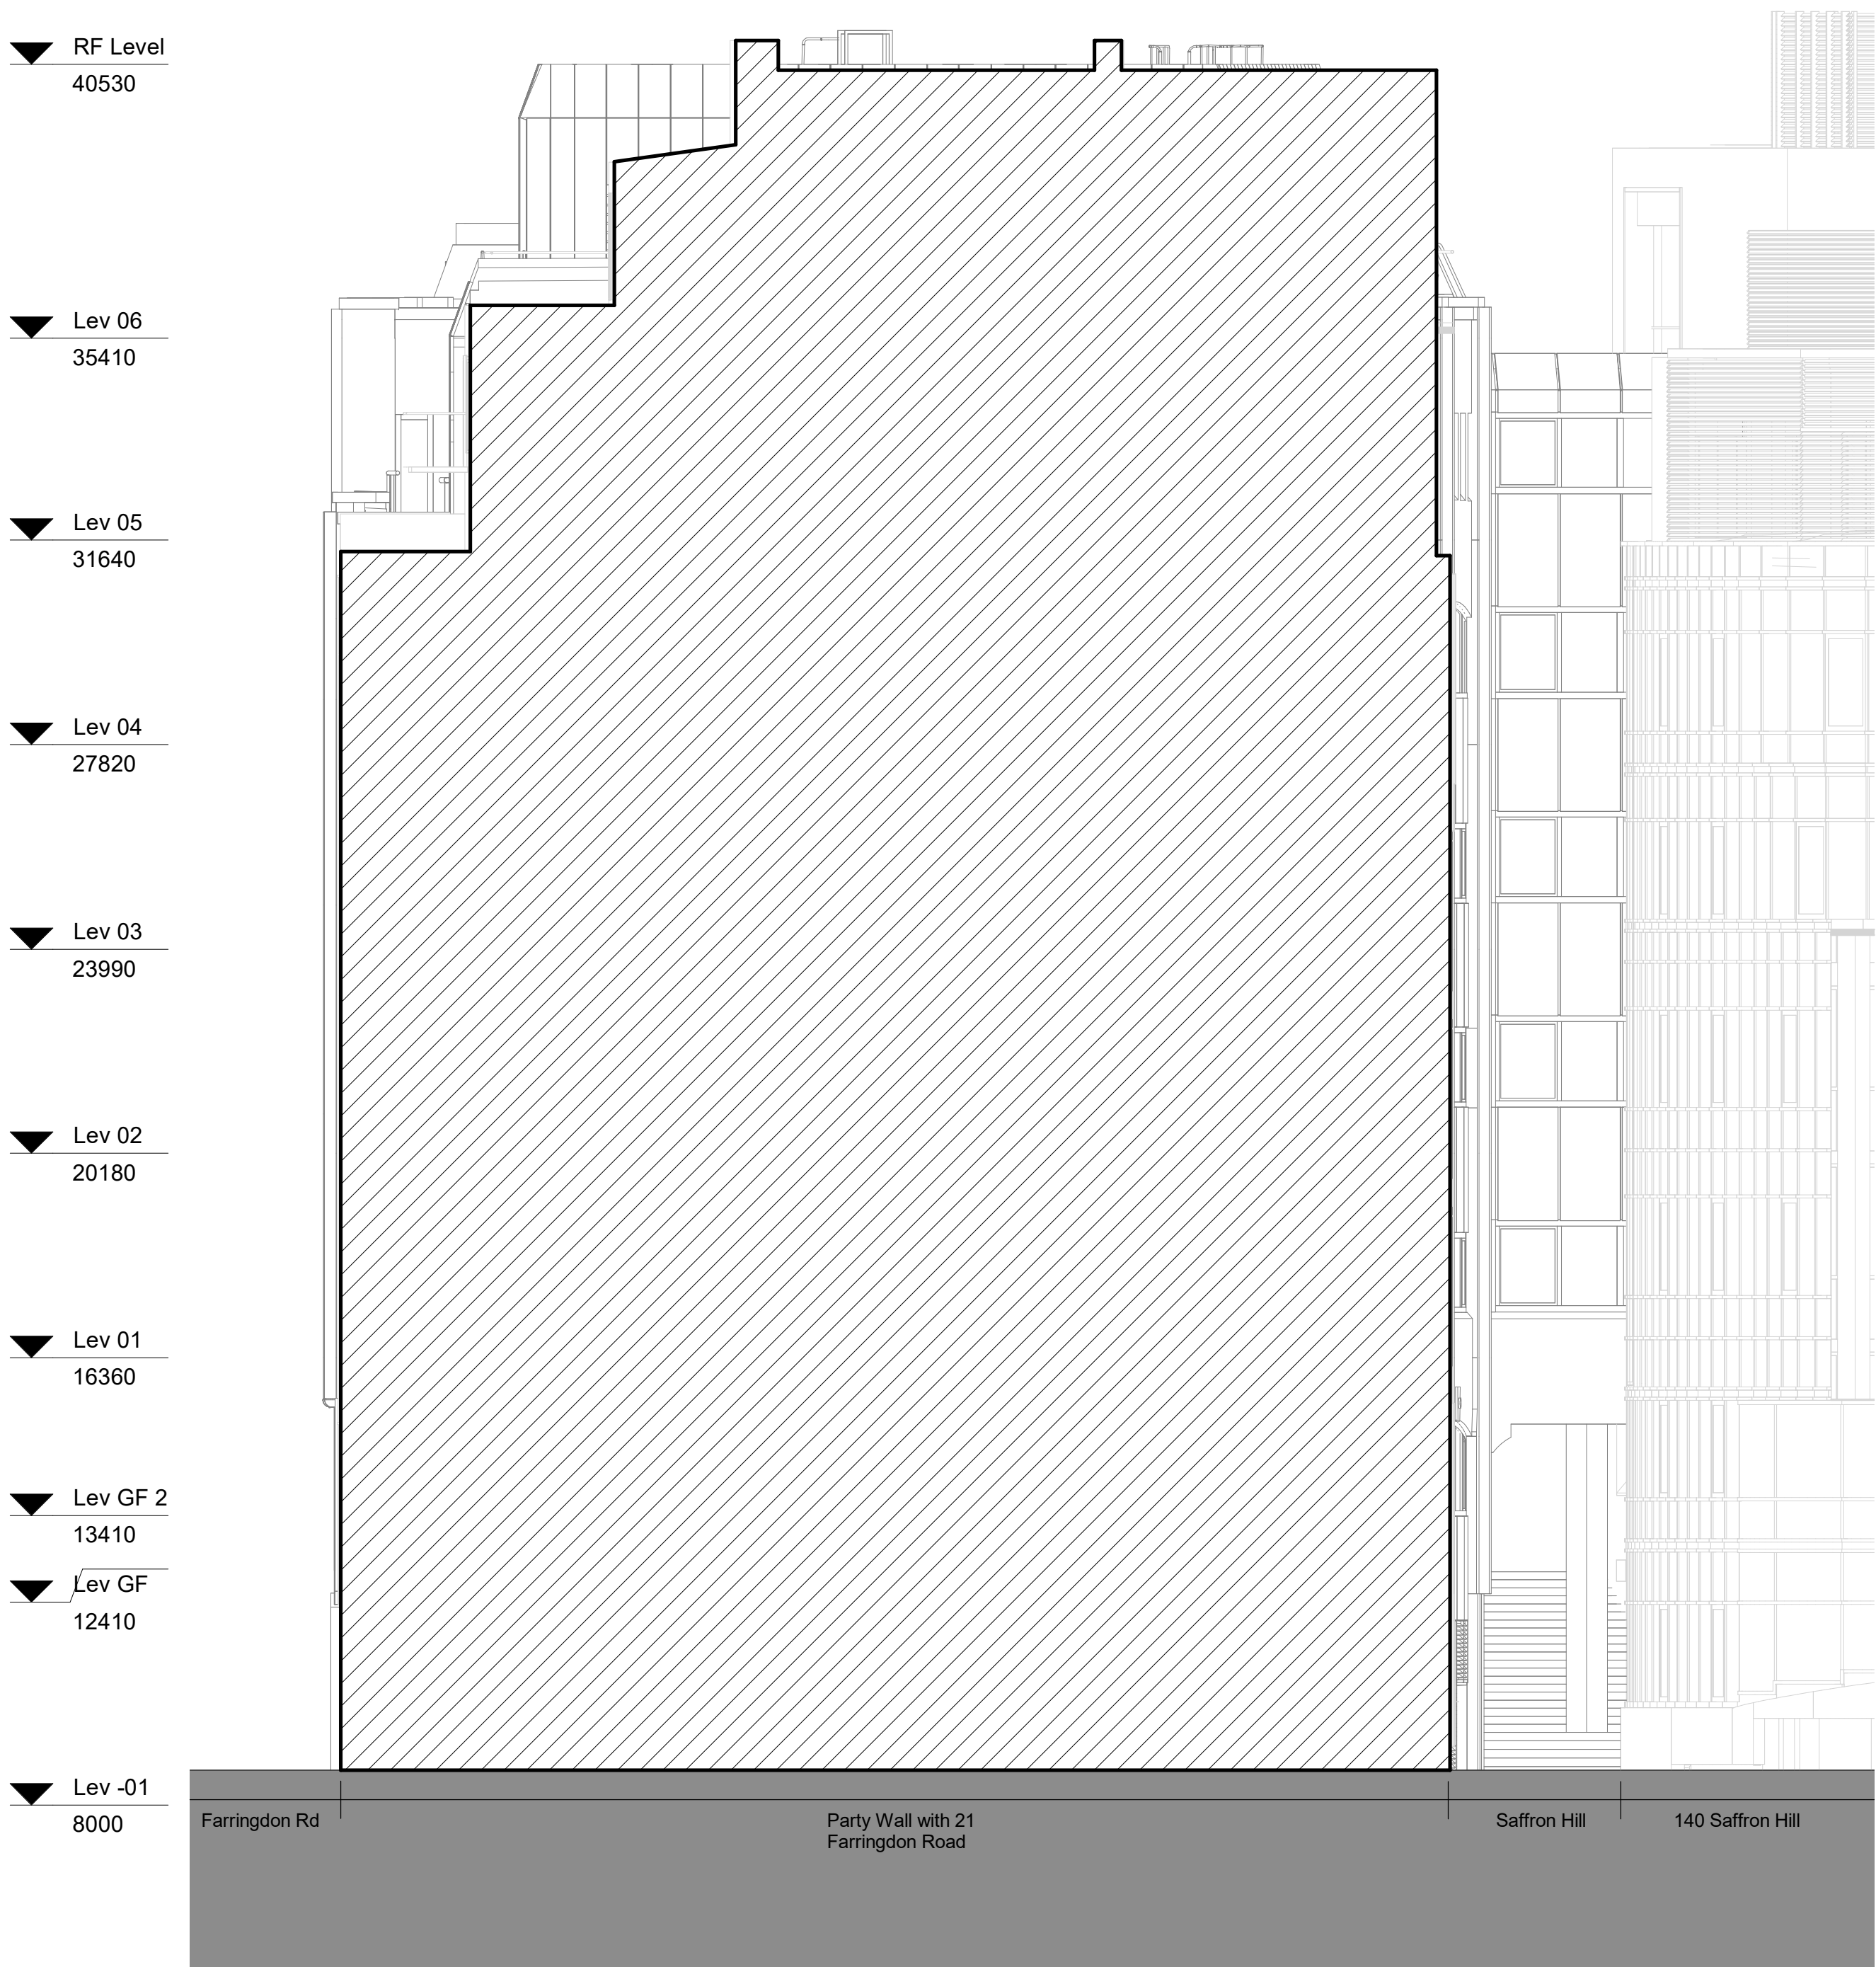 RF Level
40530
Lev 06
35410
Lev 05
31640
Lev 04
27820
Lev 03
23990
Lev 02
20180
Lev 01
16360
Lev GF 2
13410
Lev GF
12410
Lev -01
8000
Farringdon Rd
Party Wall with 21
Farringdon Road
Saffron Hill
140 Saffron Hill